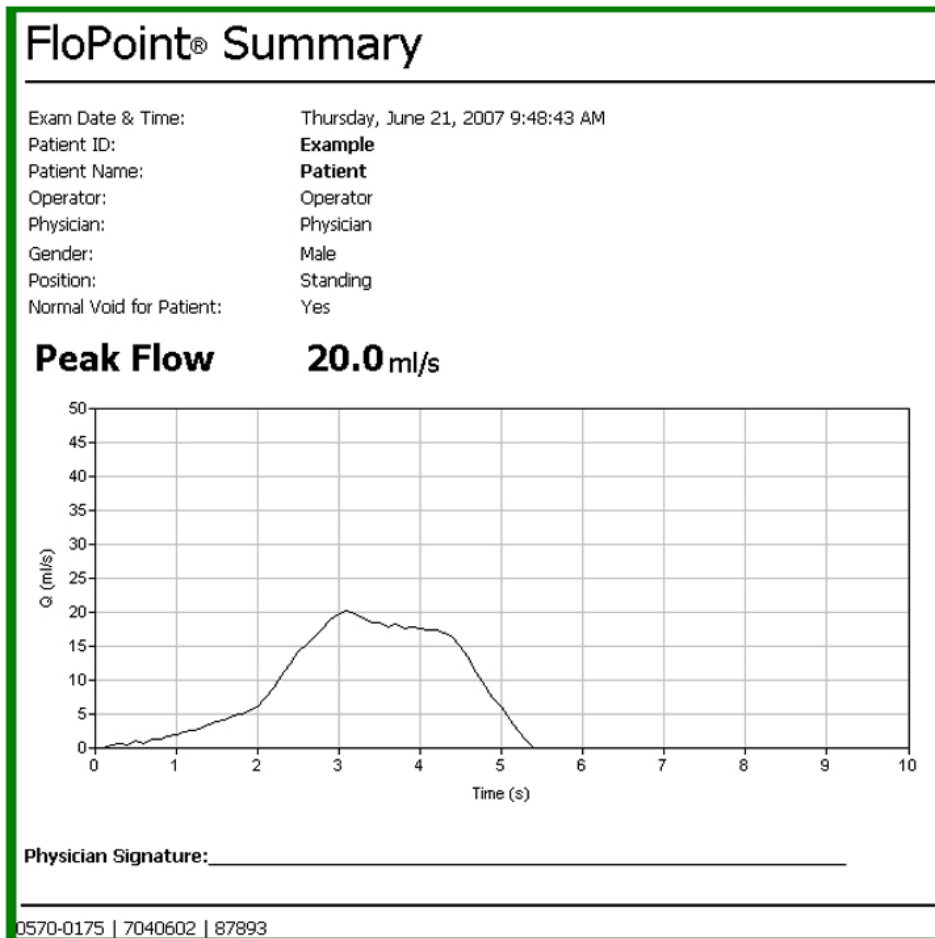 FloPoint® Summary
Exam Date & Time: Thursday, June 21, 2007 9:48:43 AM
Patient ID: Example
Patient Name: Patient
Operator: Operator
Physician: Physician
Gender: Male
Position: Standing
Normal Void for Patient: Yes
Peak Flow 20.0 ml/s
50
45
40
35
30
25
20
15
10
5
0
Q (ml/s)
0 1 2 3 4 5 6 7 8 9 10
Time (s)
Physician Signature:
0570-0175 | 7040602 | 87893